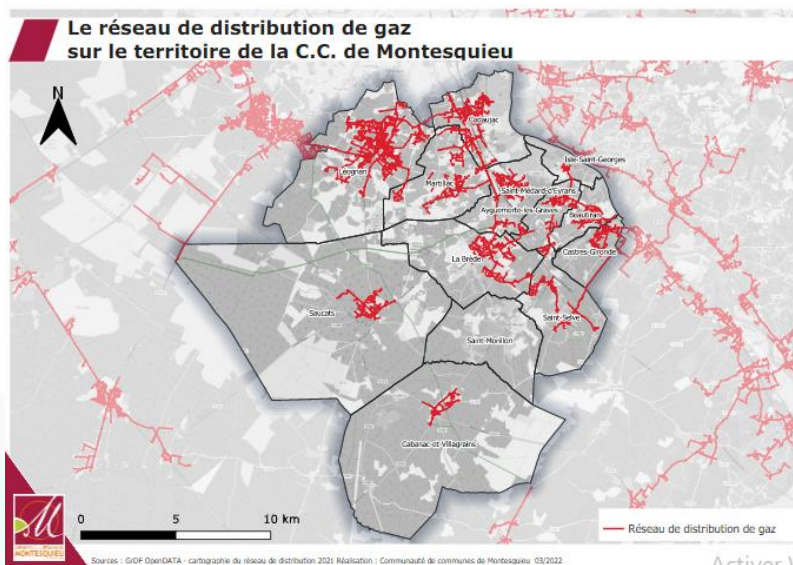 Le réseau de distribution de gaz
sur le territoire de la C.C. de Montesquieu
N
Cadaujac
Isle-Saint-Georges
Léognan
Martillac
Saint-Médard-d'Eyrans
Ayguemorte-les-Graves
Beautiran
La Brède
Castres-Gironde
Saucats
Saint-Selve
Saint-Morillon
Cabanac-et-Villagrains
0 5 10 km
Réseau de distribution de gaz
MONTESQUIEU
Sources : GrDF OpenDATA - cartographie du réseau de distribution 2021 Réalisation : Communauté de communes de Montesquieu 03/2022
Activer